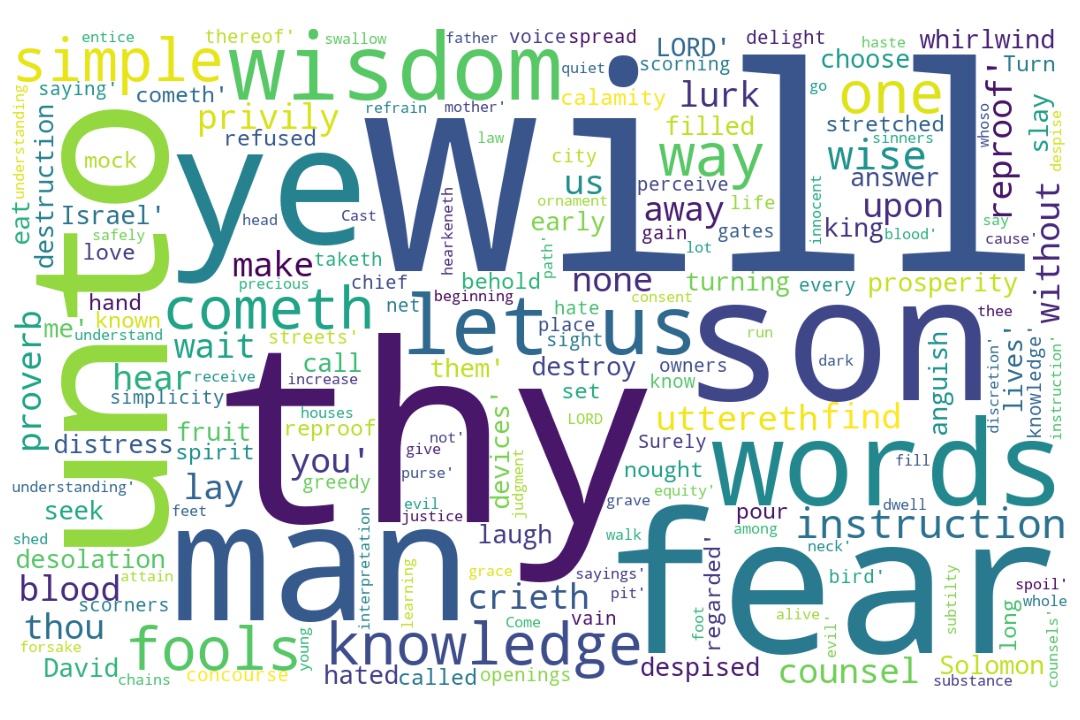 entice
thereof'
swallow
father
voice
spread
LORD'
delight
haste
whirlwind
simple
wisdom
quiet
scorning
choose
Turn
saying'
cometh'
will
calamity
lurk
go
one
reproof'
slay
understanding
unto
privily
refrain
mother'
filled
stretched
whoso
despise
destruction
mock
refused
ye
law
city
way
sinners
wise
eat
Israel'
head
Cast
hearkeneth
us
perceive
answer
without
safely
love
ornament
early
away
life
innocent
upon
say
path'
gain
lot
gates
king
blood'
cause'
make
taketh
precious
chief
behold
none
turning
every
prosperity
hand
known
cometh
net
beginning
hate
consent
son
thee
me'
understand
streets'
let us
place
sight
run
proverb
wait
call
them'
destroy
owners
dark
anguish
lives'
hear
receive
increase
thy
set
know
discretion'
knowledge'
instruction'
simplicity
houses
devices'
LORD
uttereth
find
distress
fruit
reproof
not'
Surely
words
spirit
you'
give
purse'
nought
fill
understanding'
greedy
judgment
equity'
seek
lay
evil
grave
pour
dwell
instruction
feet
justice
among
shed
man
laugh
walk
fear
neck'
desolation
attain
interpretation
learning
grace
sayings'
regarded'
bird'
spoil'
blood
scorners
crieth
pit'
foot
alive
subtilty
whole
thou
Come
vain
evil'
long
counsels'
forsake
fools
young
knowledge
despised
counsel
Solomon
David
chains
concourse
hated
called
openings
substance